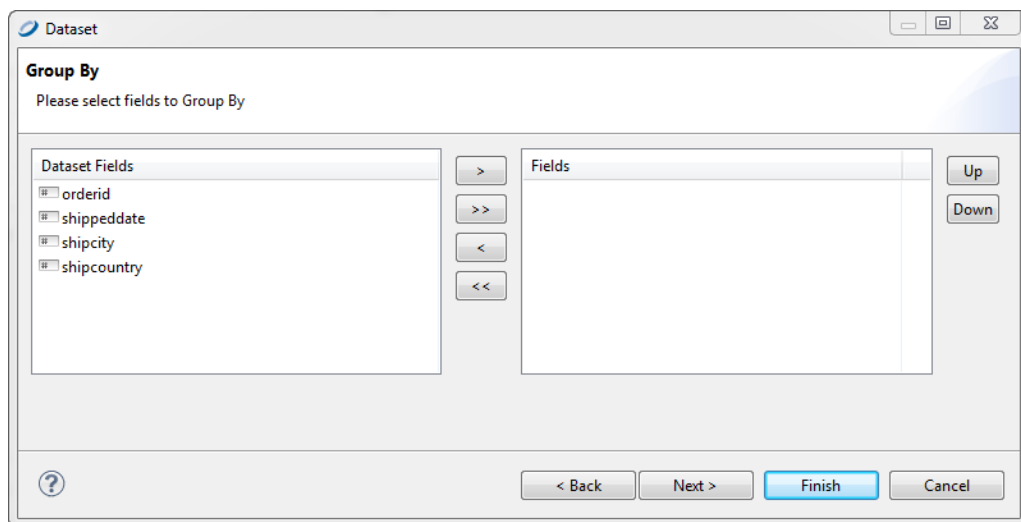 Dataset
Group By
Please select fields to Group By
Dataset Fields
orderid
shippeddate
shipcity
shipcountry
>
>>
<
<<
Fields
Up
Down
?
< Back
Next >
Finish
Cancel